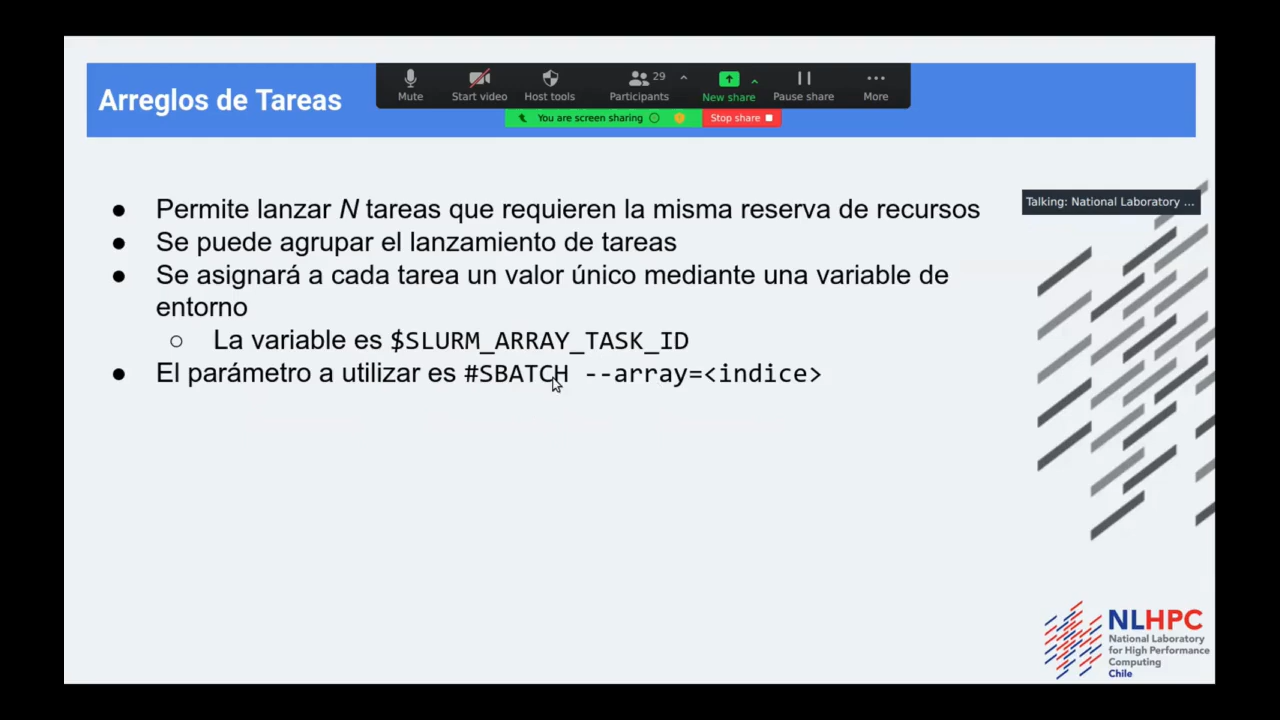 Arreglos de Tareas
Mute
Start video
Host tools
29
Participants
New share
Pause share
More
You are screen sharing
Stop share
Talking: National Laboratory ...
Permite lanzar N tareas que requieren la misma reserva de recursos
Se puede agrupar el lanzamiento de tareas
Se asignará a cada tarea un valor único mediante una variable de
entorno
La variable es $SLURM_ARRAY_TASK_ID
El parámetro a utilizar es #SBATCH --array=<indice>
NLHPC
National Laboratory
for High Performance
Computing
Chile